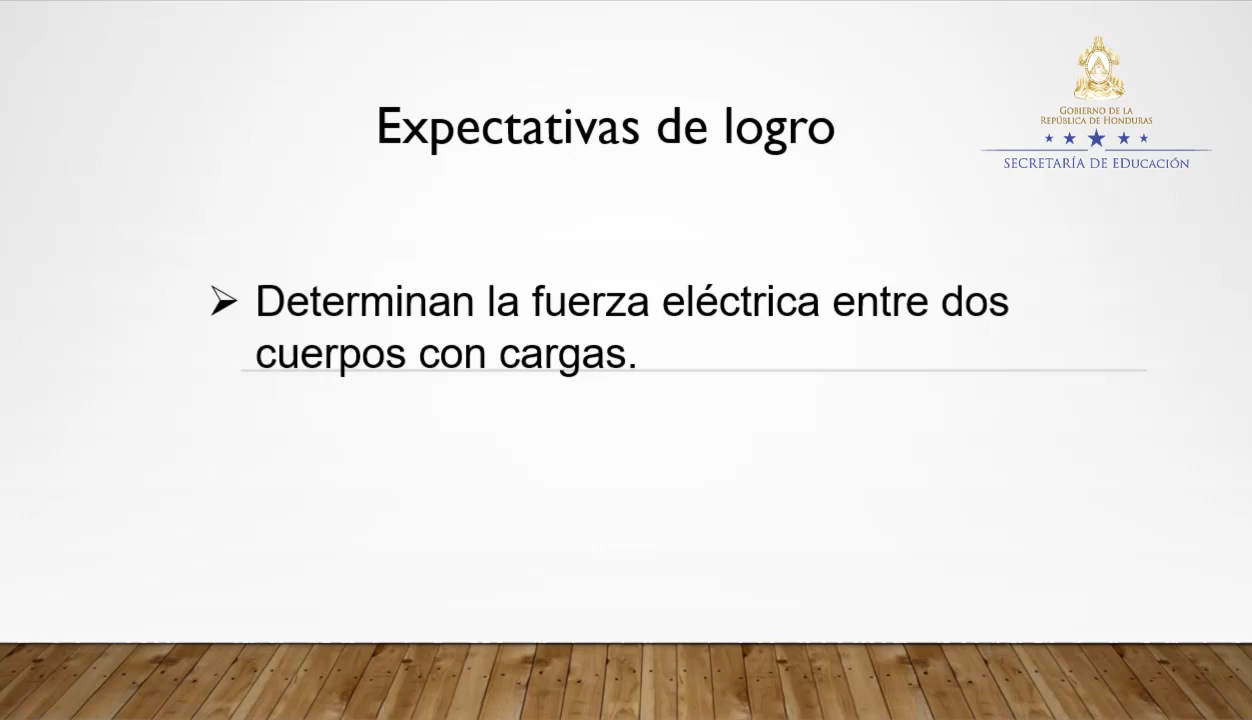 Expectativas de logro
GOBIERNO DE LA
REPÚBLICA DE HONDURAS
SECRETARÍA DE EDUCACIÓN
➢ Determinan la fuerza eléctrica entre dos
cuerpos con cargas.